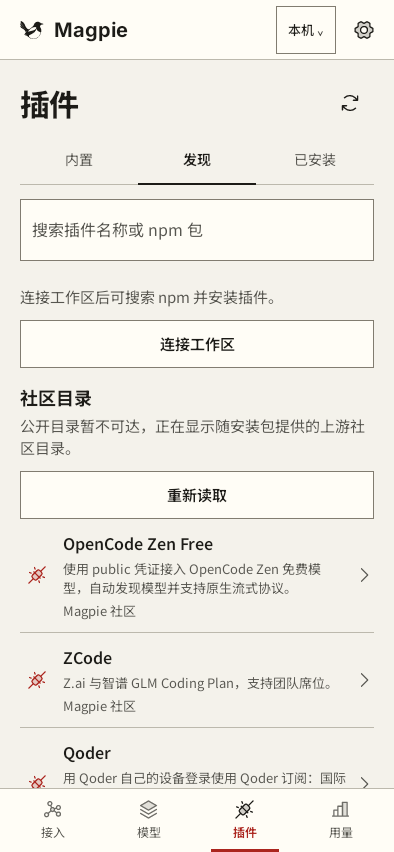 Magpie
本机
插件
内置
发现
已安装
搜索插件名称或 npm 包
连接工作区后可搜索 npm 并安装插件。
连接工作区
社区目录
公开目录暂不可达，正在显示随安装包提供的上游社
区目录。
重新读取
OpenCode Zen Free
使用 public 凭证接入 OpenCode Zen 免费模
型，自动发现模型并支持原生流式协议。
Magpie 社区
ZCode
Z.ai 与智谱 GLM Coding Plan，支持团队席位。
Magpie 社区
Qoder
用 Qoder 自己的设备登录使用 Qoder 订阅：国际
接入
模型
插件
用量